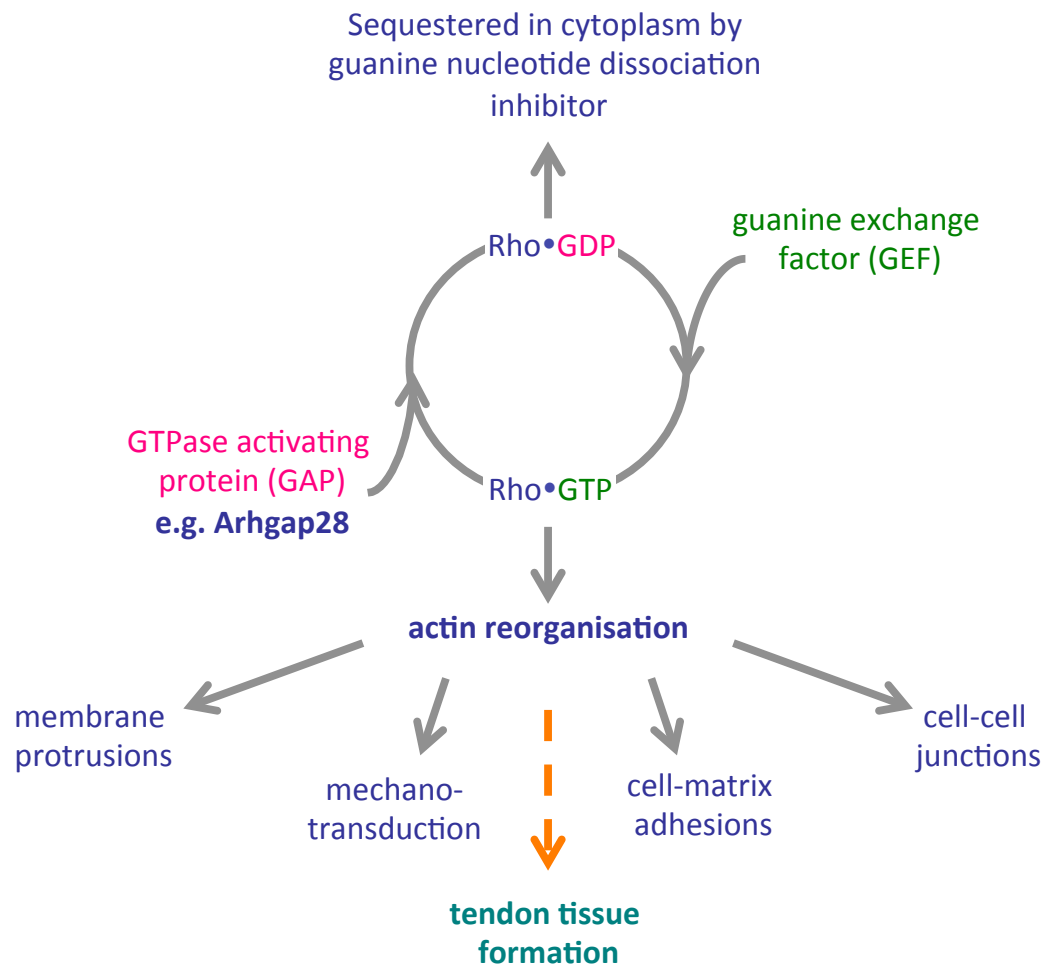 Sequestered in cytoplasm by
guanine nucleotide dissociation
inhibitor
guanine exchange
factor (GEF)
Rho•GDP
GTPase activating
protein (GAP)
e.g. Arhgap28
Rho•GTP
actin reorganisation
membrane
protrusions
mechano-
transduction
cell-matrix
adhesions
cell-cell
junctions
tendon tissue
formation